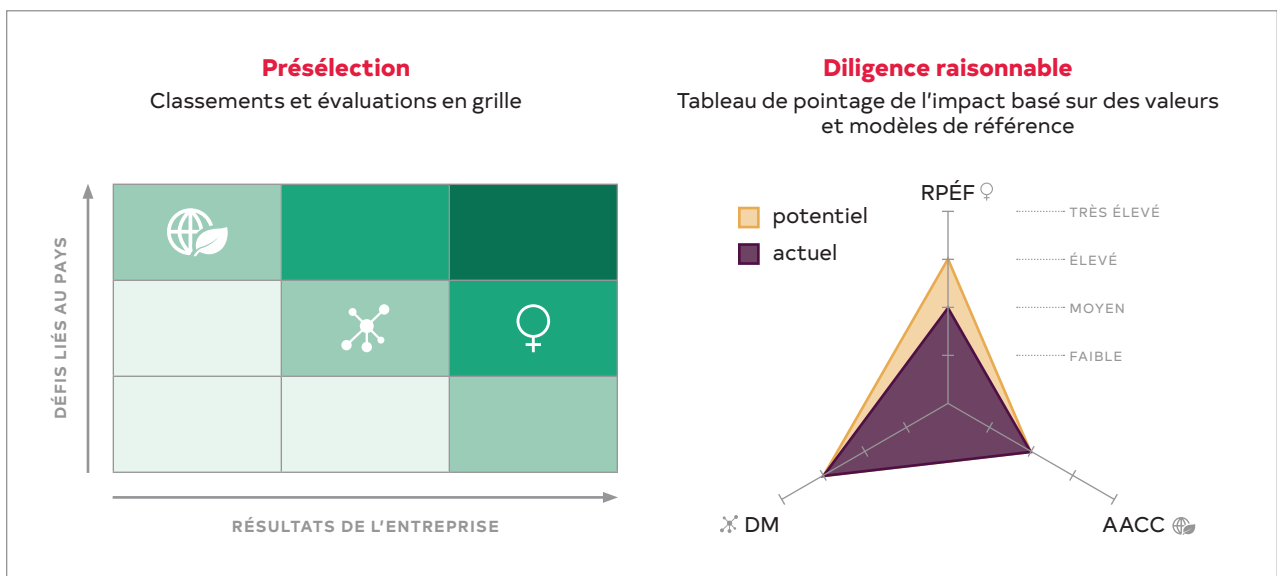 Présélection
Classements et évaluations en grille
DÉFIS LIÉS AU PAYS
RÉSULTATS DE L’ENTREPRISE
Diligence raisonnable
Tableau de pointage de l’impact basé sur des valeurs
et modèles de référence
potentiel
actuel
RPÉF
TRÈS ÉLEVÉ
ÉLEVÉ
MOYEN
FAIBLE
DM
AACC